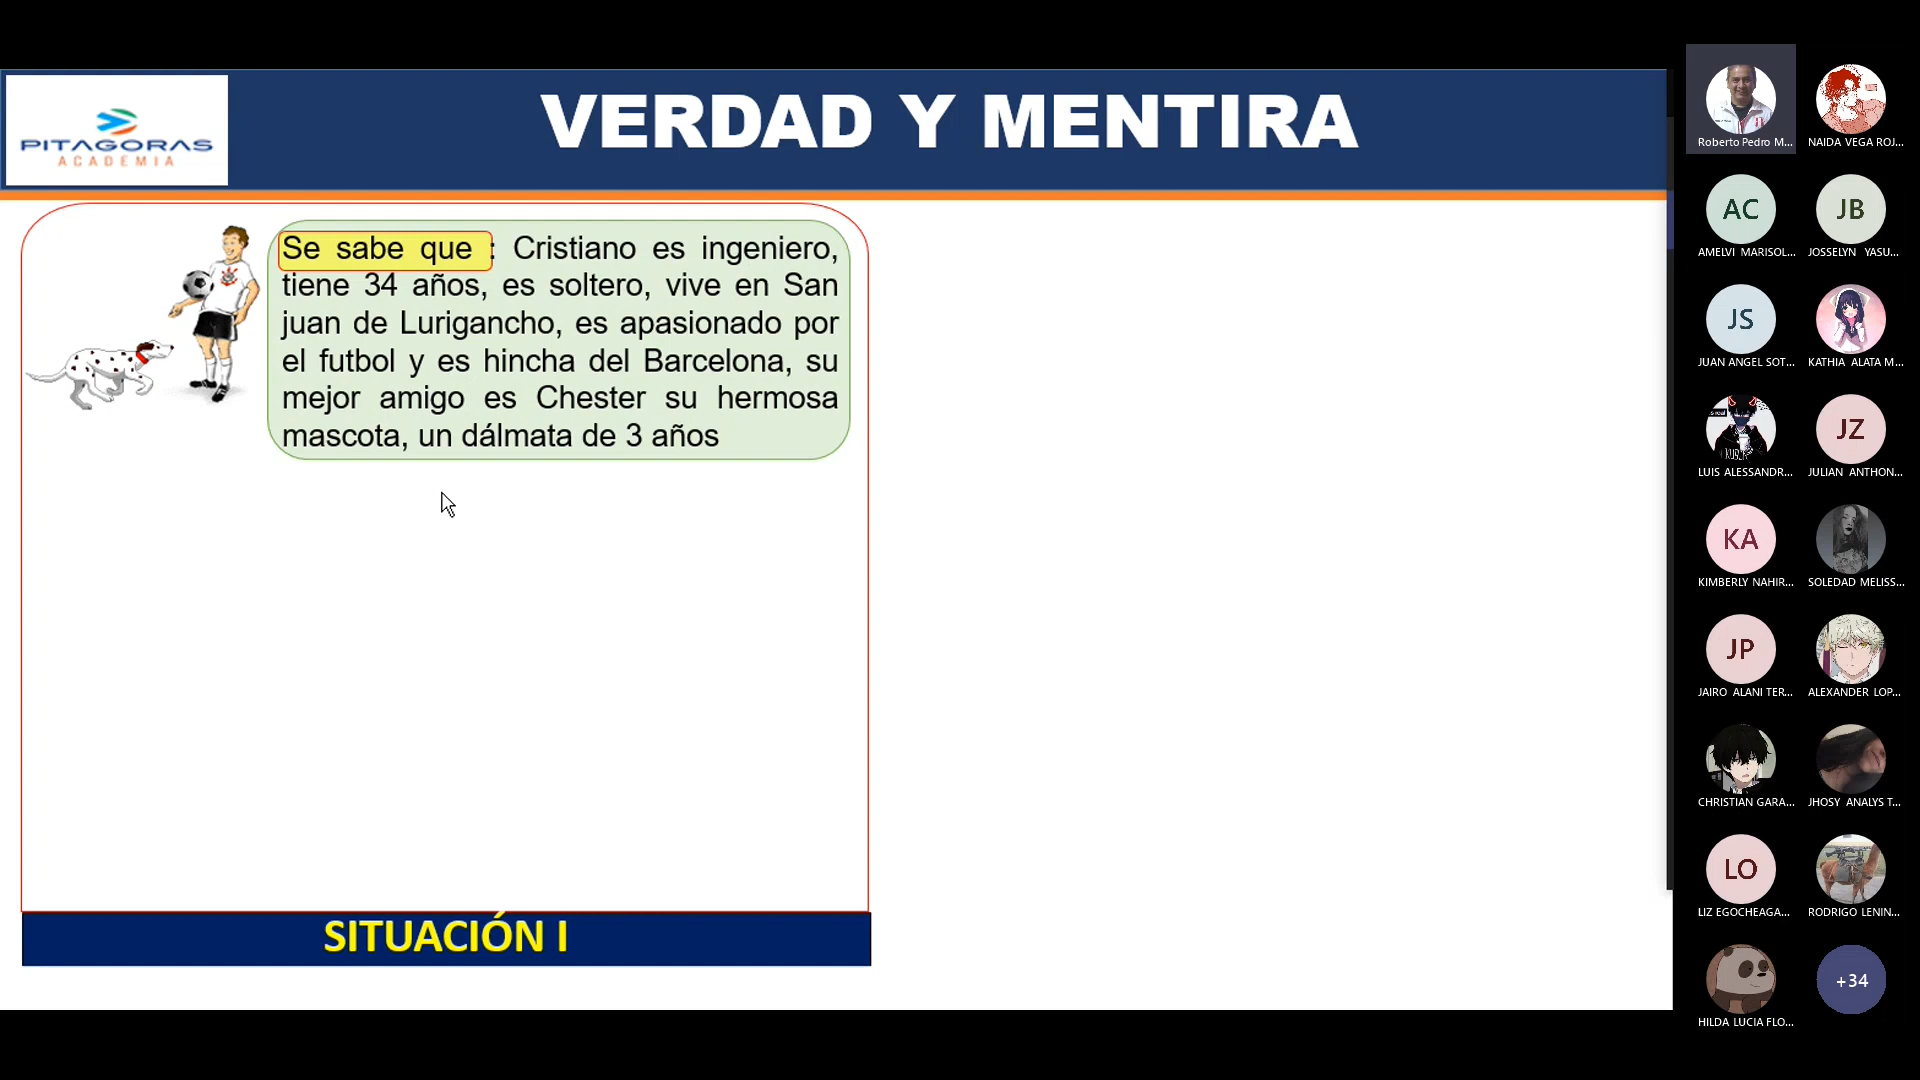 VERDAD Y MENTIRA
PITAGORAS
ACADEMIA
Se sabe que : Cristiano es ingeniero,
tiene 34 años, es soltero, vive en San
juan de Lurigancho, es apasionado por
el futbol y es hincha del Barcelona, su
mejor amigo es Chester su hermosa
mascota, un dálmata de 3 años
SITUACIÓN I
Roberto Pedro M...
NAIDA VEGA ROJ...
AC
AMELVI MARISOL...
JB
JOSSELYN YASU...
JS
JUAN ANGEL SOT...
KATHIA ALATA M...
LUIS ALESSANDR...
JZ
JULIAN ANTHON...
KA
KIMBERLY NAHIR...
SOLEDAD MELISS...
JP
JAIRO ALANI TER...
ALEXANDER LOP...
CHRISTIAN GARA...
JHOSY ANALYS T...
LO
LIZ EGOCHEAGA...
RODRIGO LENIN...
HILDA LUCIA FLO...
+34